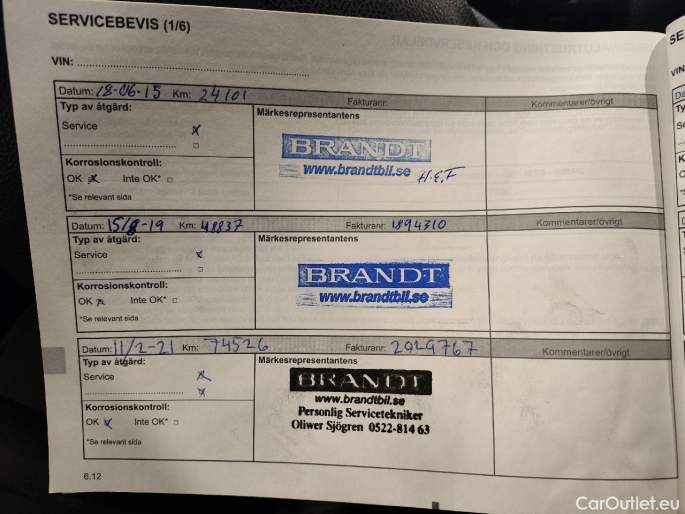 SERVICEBEVIS (1/6)
SE
VIN: ........................................................
VIN
Datum: 18-06-15 Km: 24101 Fakturanr: Kommentarer/övrigt
Typ av åtgärd: Märkesrepresentantens
Service x
BRANDT
www.brandtbil.se H.E.F
Korrosionskontroll:
OK x Inte OK*
*Se relevant sida
Datum: 15/8-19 Km: 48837 Fakturanr: 1894310 Kommentarer/övrigt
Typ av åtgärd: Märkesrepresentantens
Service x
BRANDT
www.brandtbil.se
Korrosionskontroll:
OK x Inte OK*
*Se relevant sida
Datum: 11/2-21 Km: 74526 Fakturanr: 2029767 Kommentarer/övrigt
Typ av åtgärd: Märkesrepresentantens
Service x
x
BRANDT
www.brandtbil.se
Personlig Servicetekniker
Oliwer Sjögren 0522-814 63
Korrosionskontroll:
OK x Inte OK*
*Se relevant sida
6.12
CarOutlet.eu